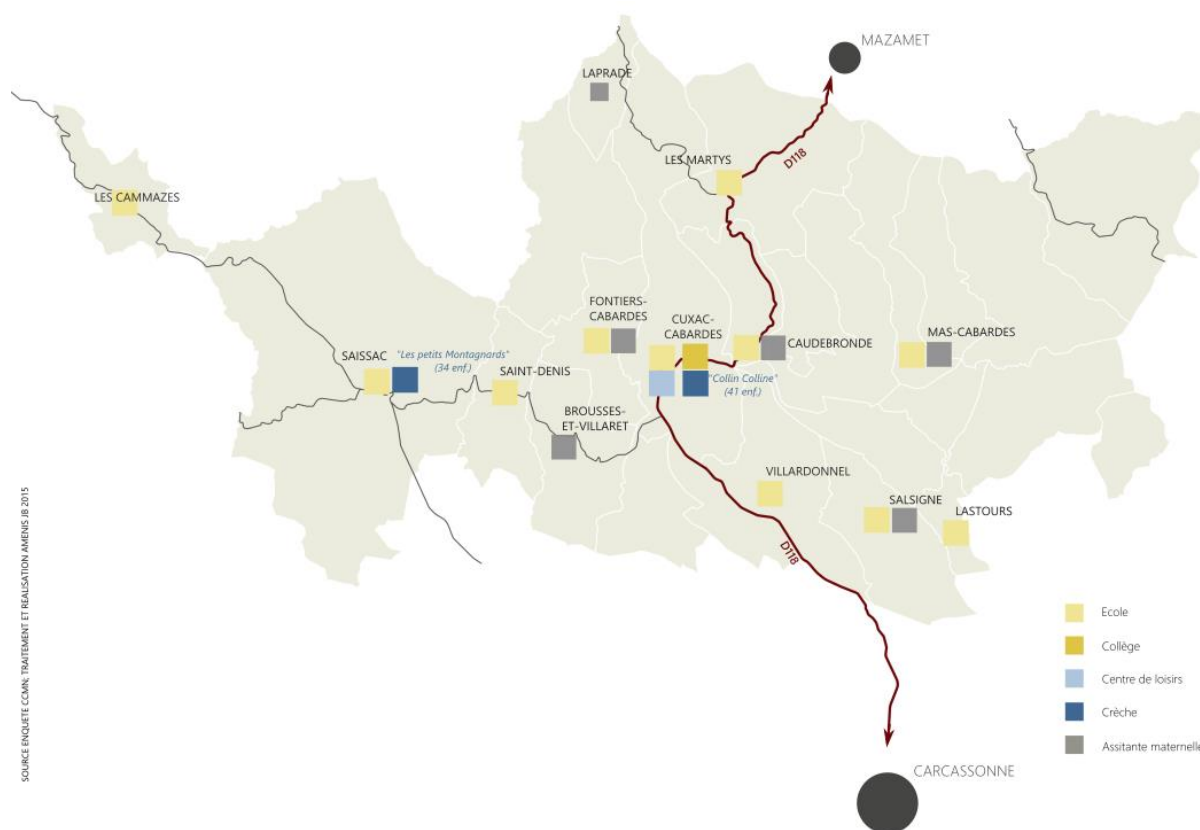 MAZAMET
LAPRADE
D118
LES MARTYS
LES CAMMAZES
FONTIERS-
CABARDES
CUXAC-
CABARDES
CAUDEBRONDE
MAS-CABARDES
SAISSAC
"Les petits Montagnards"
(34 enf.)
SAINT-DENIS
"Collin Colline"
(41 enf.)
BROUSSES-
ET-VILLARET
VILLARDONNEL
SALSIGNE
LASTOURS
D118
CARCASSONNE
Ecole
Collège
Centre de loisirs
Crèche
Assitante maternelle
SOURCE ENQUETE CCMN; TRAITEMENT ET REALISATION AMENIS JB 2015